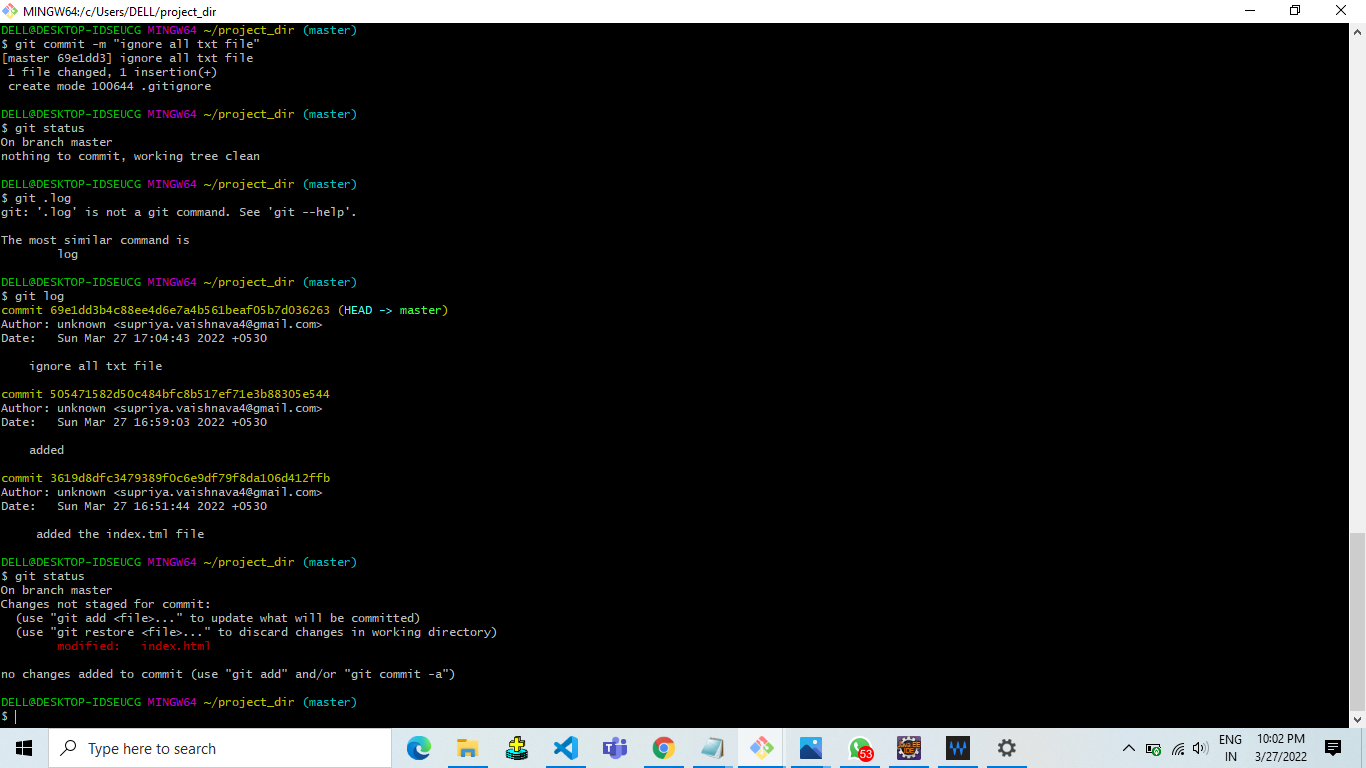 MINGW64:/c/Users/DELL/project_dir
DELL@DESKTOP-IDSEUCG MINGW64 ~/project_dir (master)
$ git commit -m "ignore all txt file"
[master 69e1dd3] ignore all txt file
1 file changed, 1 insertion(+)
create mode 100644 .gitignore
DELL@DESKTOP-IDSEUCG MINGW64 ~/project_dir (master)
$ git status
On branch master
nothing to commit, working tree clean
DELL@DESKTOP-IDSEUCG MINGW64 ~/project_dir (master)
$ git .log
git: '.log' is not a git command. See 'git --help'.
The most similar command is
log
DELL@DESKTOP-IDSEUCG MINGW64 ~/project_dir (master)
$ git log
commit 69e1dd3b4c88ee4d6e7a4b561beaf05b7d036263 (HEAD -> master)
Author: unknown <supriya.vaishnava4@gmail.com>
Date:   Sun Mar 27 17:04:43 2022 +0530
ignore all txt file
commit 505471582d50c484bfc8b517ef71e3b88305e544
Author: unknown <supriya.vaishnava4@gmail.com>
Date:   Sun Mar 27 16:59:03 2022 +0530
added
commit 3619d8dfc3479389f0c6e9df79f8da106d412ffb
Author: unknown <supriya.vaishnava4@gmail.com>
Date:   Sun Mar 27 16:51:44 2022 +0530
added the index.tml file
DELL@DESKTOP-IDSEUCG MINGW64 ~/project_dir (master)
$ git status
On branch master
Changes not staged for commit:
(use "git add <file>..." to update what will be committed)
(use "git restore <file>..." to discard changes in working directory)
modified:   index.html
no changes added to commit (use "git add" and/or "git commit -a")
DELL@DESKTOP-IDSEUCG MINGW64 ~/project_dir (master)
$
Type here to search
53
ENG
IN
10:02 PM
3/27/2022